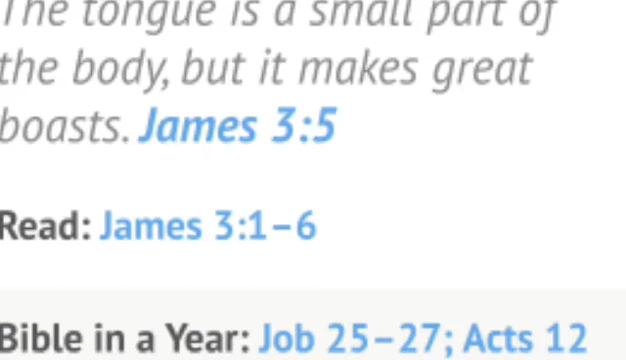 The tongue is a small part of
the body, but it makes great
boasts. James 3:5
Read: James 3:1–6
Bible in a Year: Job 25–27; Acts 12